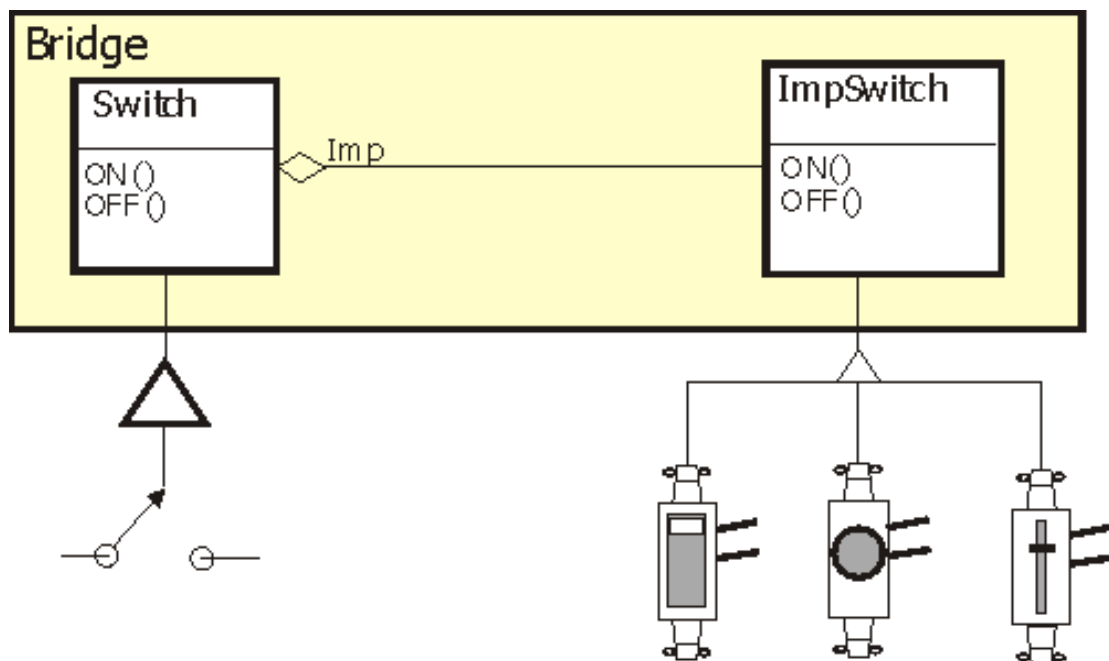 Bridge
Switch
ON()
OFF()
Imp
ImpSwitch
ON()
OFF()